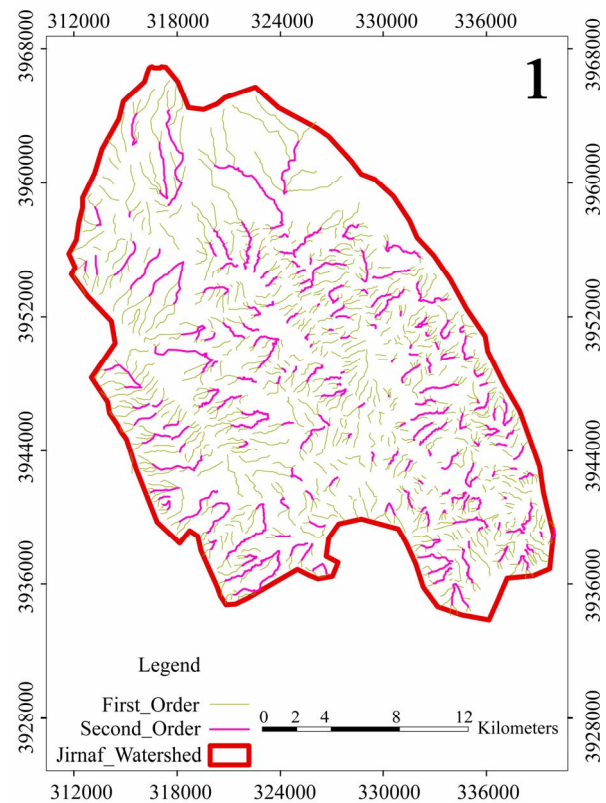 312000 318000 324000 330000 336000
1
3968000 3968000
3960000 3960000
3952000 3952000
3944000 3944000
3936000 3936000
3928000 3928000
Legend
First_Order
Second_Order
Jirnaf_Watershed
0 2 4 8 12
Kilometers
312000 318000 324000 330000 336000